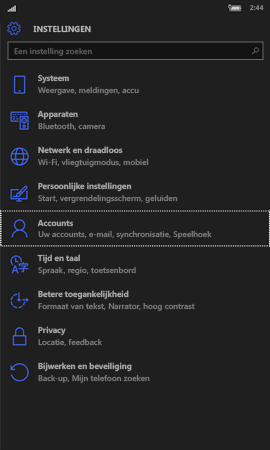 2:44
INSTELLINGEN
Een instelling zoeken
Systeem
Weergave, meldingen, accu
Apparaten
Bluetooth, camera
Netwerk en draadloos
Wi-Fi, vliegtuigmodus, mobiel
Persoonlijke instellingen
Start, vergrendelingsscherm, geluiden
Accounts
Uw accounts, e-mail, synchronisatie, Speelhoek
Tijd en taal
Spraak, regio, toetsenbord
Betere toegankelijkheid
Formaat van tekst, Narrator, hoog contrast
Privacy
Locatie, feedback
Bijwerken en beveiliging
Back-up, Mijn telefoon zoeken